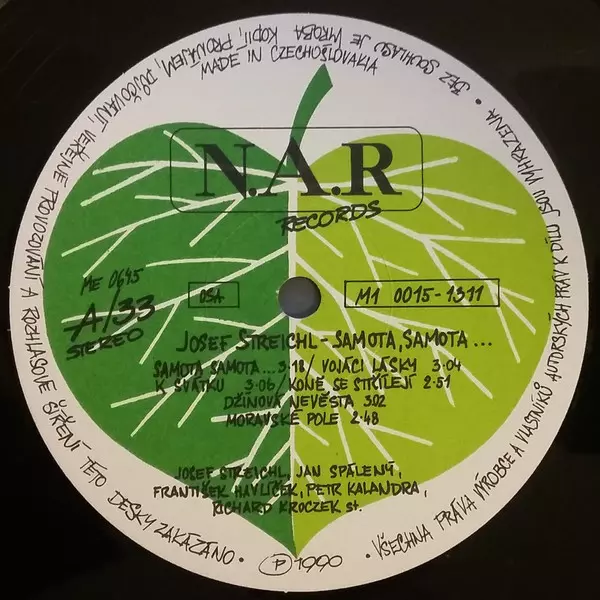 BEZ SOUHLASU JE VÝROBA KOPIÍ, PRONÁJEM, PŮJČOVÁNÍ, VEŘEJNÉ PROVOZOVÁNÍ A ROZHLASOVÉ ŠÍŘENÍ TÉTO DESKY ZAKÁZÁNO •
MADE IN CZECHOSLOVAKIA
N.A.R
RECORDS
ME 0645
A/33
STEREO
OSA
M1 0015-1311
JOSEF STREICHL - SAMOTA, SAMOTA ...
SAMOTA, SAMOTA ... 3.18 / VOJÁCI LÁSKY 3.04
K SVÁTKU 3.06 / KONĚ SE STŘÍLEJÍ 2.51
DŽÍNOVÁ NEVĚSTA 3.02
MORAVSKÉ POLE 2.48
JOSEF STREICHL, JAN SPÁLENÝ,
FRANTIŠEK HAVLÍČEK, PETR KALANDRA,
RICHARD KROCZEK st.
Ⓟ 1990
• VŠECHNA PRÁVA VÝROBCE A VLASTNÍKŮ AUTORSKÝCH PRÁV K DÍLU JSOU VYHRAZENA •